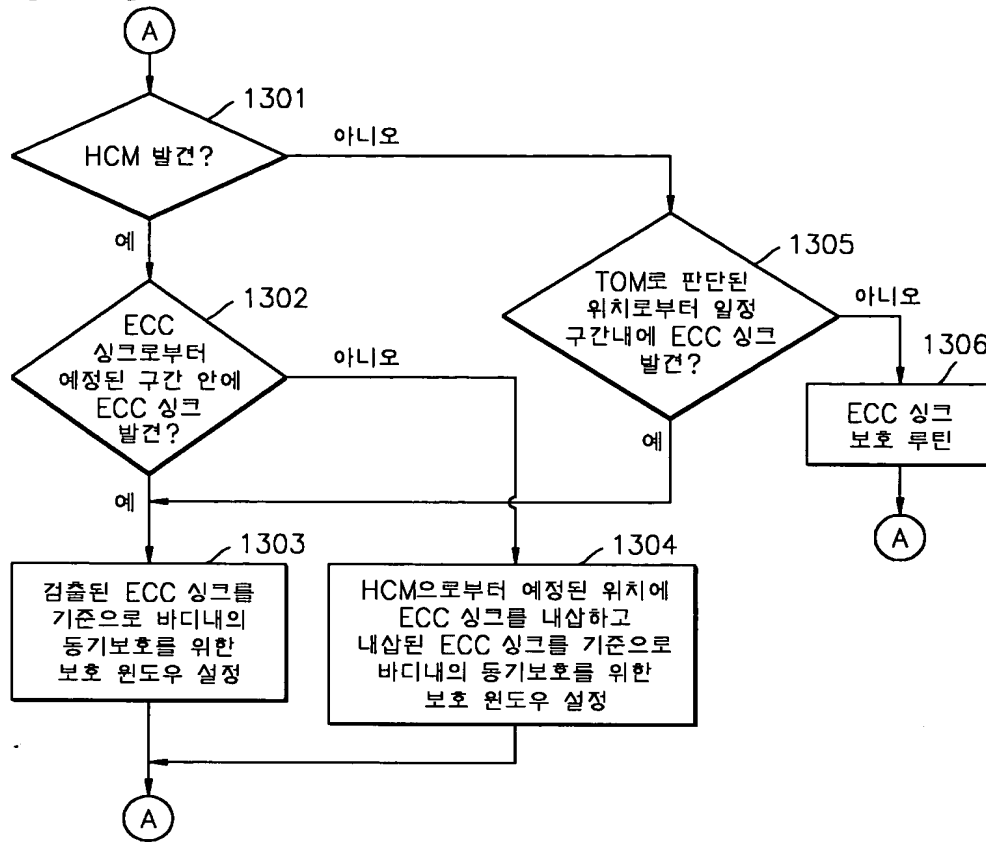 A
1301
HCM 발견?
아니오
예
1305
TOM로 판단된
위치로부터 일정
구간내에 ECC 싱크
발견?
아니오
예
1302
ECC
싱크로부터
예정된 구간 안에
ECC 싱크
발견?
아니오
예
1306
ECC 싱크
보호 루틴
A
1303
검출된 ECC 싱크를
기준으로 바디내의
동기보호를 위한
보호 윈도우 설정
1304
HCM으로부터 예정된 위치에
ECC 싱크를 내삽하고
내삽된 ECC 싱크를 기준으로
바디내의 동기보호를 위한
보호 윈도우 설정
A